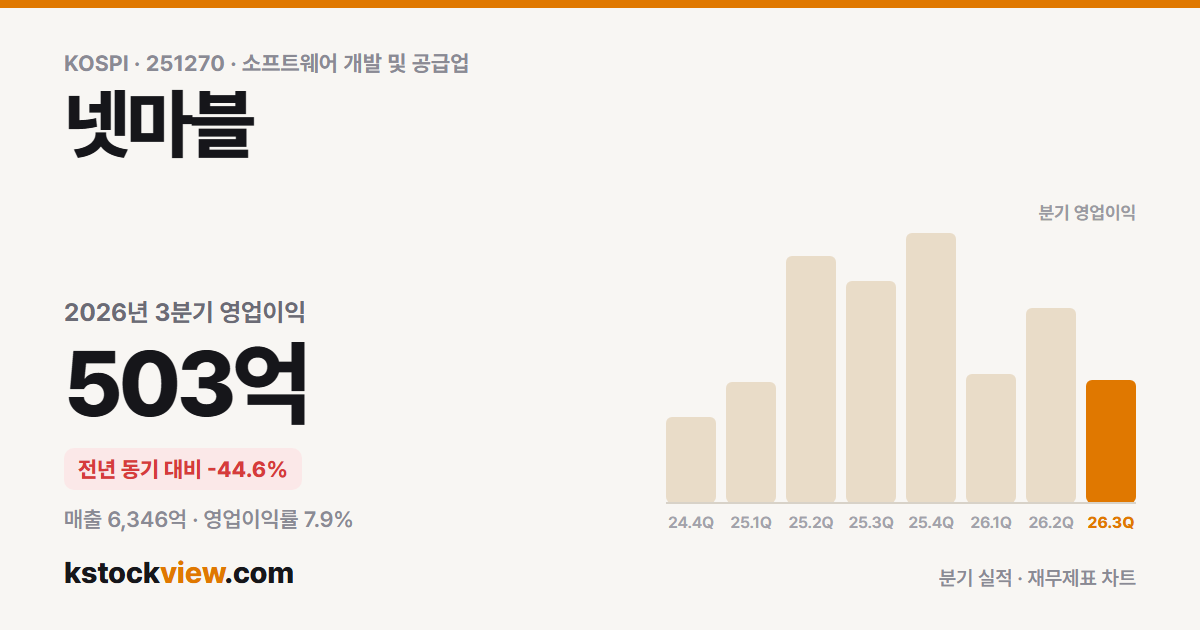 KOSPI · 251270 · 소프트웨어 개발 및 공급업
넷마블
2026년 3분기 영업이익
503억
전년 동기 대비 -44.6%
매출 6,346억 · 영업이익률 7.9%
kstockview.com
분기 영업이익
24.4Q 25.1Q 25.2Q 25.3Q 25.4Q 26.1Q 26.2Q 26.3Q
분기 실적 · 재무제표 차트